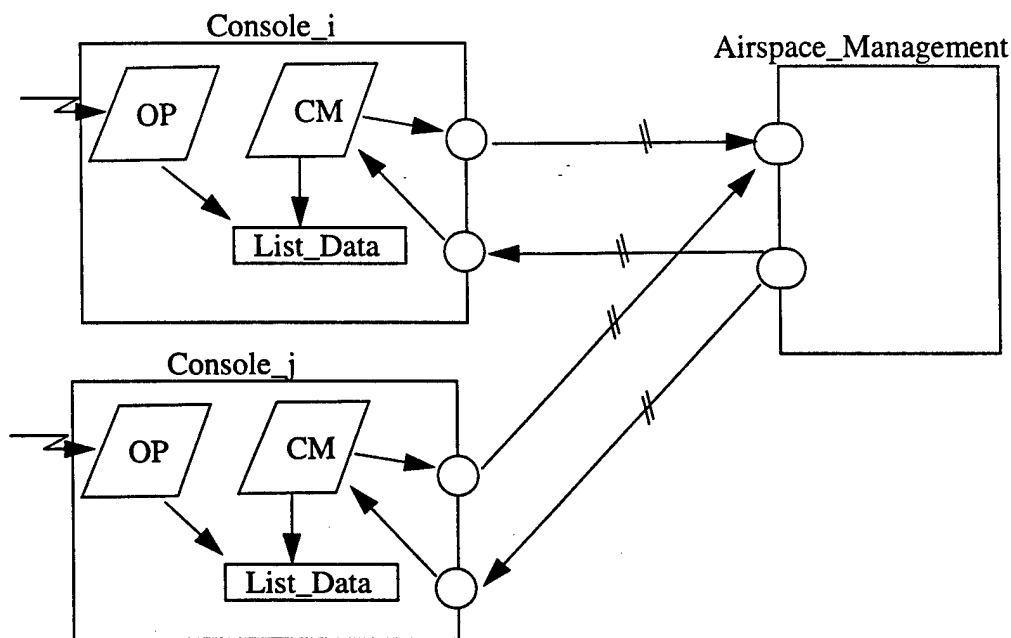 Console_i
Airspace_Management
OP
CM
List_Data
Console_j
OP
CM
List_Data